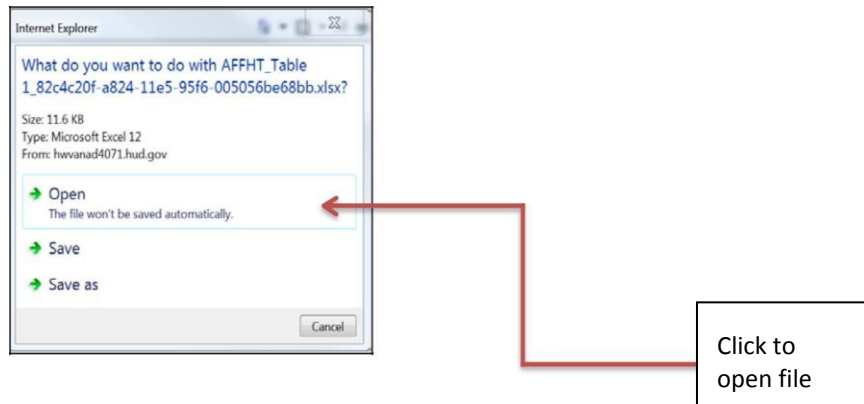 Internet Explorer
What do you want to do with AFFHT_Table
1_82c4c20f-a824-11e5-95f6-005056be68bb.xlsx?
Size: 11.6 KB
Type: Microsoft Excel 12
From: hwvanad4071.hud.gov
Open
The file won't be saved automatically.
Save
Save as
Cancel
Click to
open file